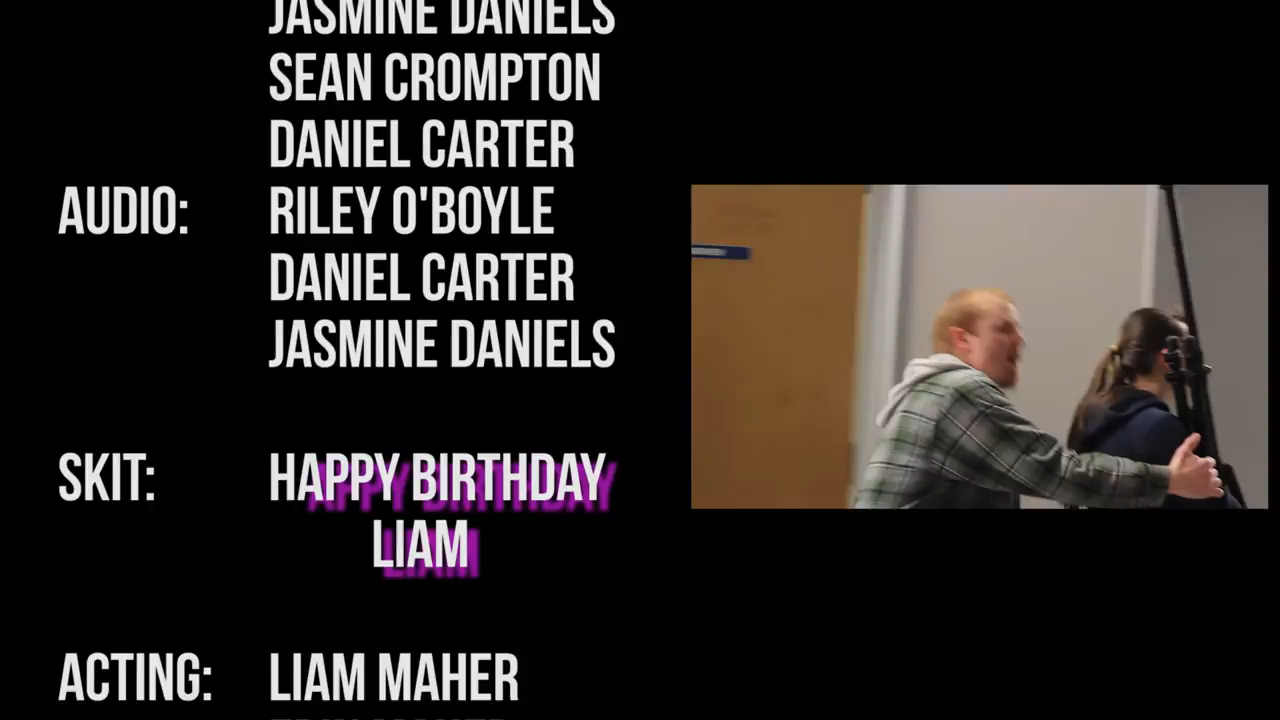 JASMINE DANIELS
SEAN CROMPTON
DANIEL CARTER
AUDIO: RILEY O'BOYLE
DANIEL CARTER
JASMINE DANIELS
SKIT: HAPPY BIRTHDAY
LIAM
ACTING: LIAM MAHER